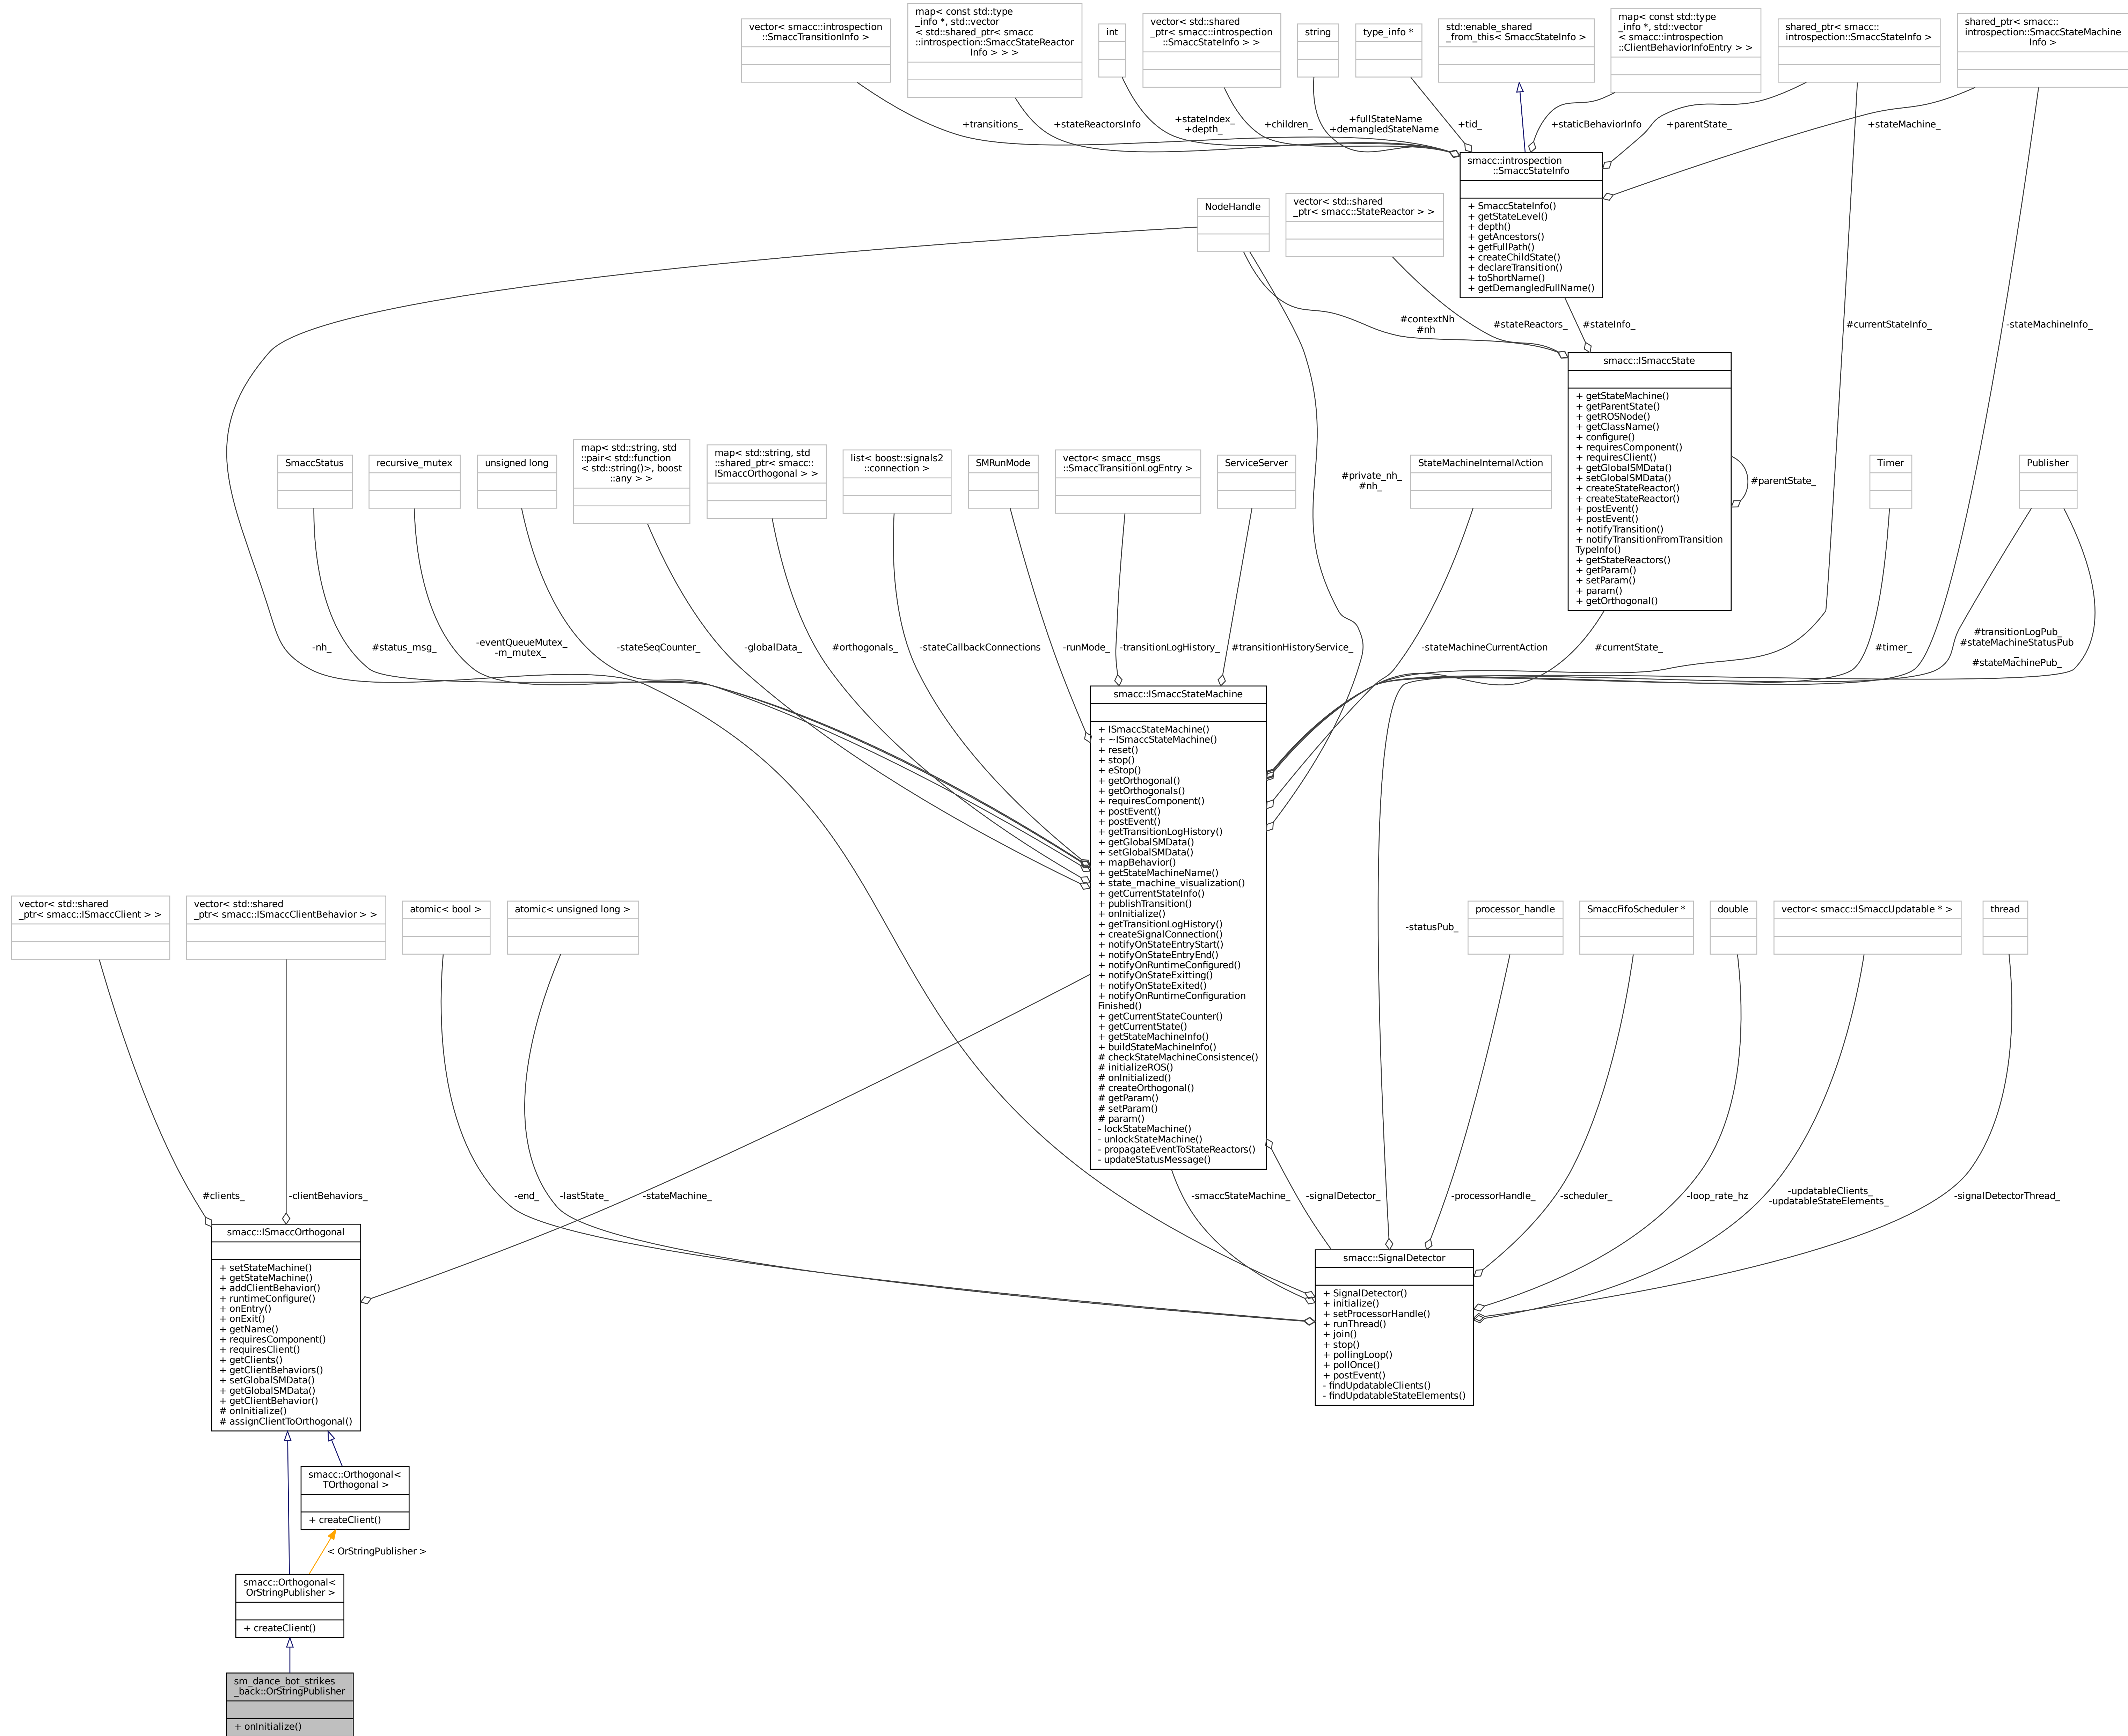 vector< smacc::introspection
::SmaccTransitionInfo >
map< const std::type
_info *, std::vector
< std::shared_ptr< smacc
::introspection::SmaccStateReactor
Info > > >
int
vector< std::shared
_ptr< smacc::introspection
::SmaccStateInfo > >
string
type_info *
std::enable_shared
_from_this< SmaccStateInfo >
map< const std::type
_info *, std::vector
< smacc::introspection
::ClientBehaviorInfoEntry > >
shared_ptr< smacc::
introspection::SmaccStateInfo >
shared_ptr< smacc::
introspection::SmaccStateMachine
Info >
+transitions_
+stateReactorsInfo
+stateIndex_
+depth_
+children_
+fullStateName
+demangledStateName
+tid_
+staticBehaviorInfo
+parentState_
+stateMachine_
smacc::introspection
::SmaccStateInfo
+ SmaccStateInfo()
+ getStateLevel()
+ depth()
+ getAncestors()
+ getFullPath()
+ createChildState()
+ declareTransition()
+ toShortName()
+ getDemangledFullName()
NodeHandle
vector< std::shared
_ptr< smacc::StateReactor > >
#contextNh
#nh
#stateReactors_
#stateInfo_
#currentStateInfo_
-stateMachineInfo_
smacc::ISmaccState
+ getStateMachine()
+ getParentState()
+ getROSNode()
+ getClassName()
+ configure()
+ requiresComponent()
+ requiresClient()
+ getGlobalSMData()
+ setGlobalSMData()
+ createStateReactor()
+ createStateReactor()
+ postEvent()
+ postEvent()
+ notifyTransition()
+ notifyTransitionFromTransition
TypeInfo()
+ getStateReactors()
+ getParam()
+ setParam()
+ param()
+ getOrthogonal()
#parentState_
SmaccStatus
recursive_mutex
unsigned long
map< std::string, std
::pair< std::function
< std::string()>, boost
::any > >
map< std::string, std
::shared_ptr< smacc::
ISmaccOrthogonal > >
list< boost::signals2
::connection >
SMRunMode
vector< smacc_msgs
::SmaccTransitionLogEntry >
ServiceServer
#private_nh_
#nh_
StateMachineInternalAction
Timer
Publisher
-nh_
#status_msg_
-eventQueueMutex_
-m_mutex_
-stateSeqCounter_
-globalData_
#orthogonals_
-stateCallbackConnections
-runMode_
-transitionLogHistory_
#transitionHistoryService_
-stateMachineCurrentAction
#currentState_
#timer_
#transitionLogPub_
#stateMachineStatusPub
_
#stateMachinePub_
smacc::ISmaccStateMachine
+ ISmaccStateMachine()
+ ~ISmaccStateMachine()
+ reset()
+ stop()
+ eStop()
+ getOrthogonal()
+ getOrthogonals()
+ requiresComponent()
+ postEvent()
+ postEvent()
+ getTransitionLogHistory()
+ getGlobalSMData()
+ setGlobalSMData()
+ mapBehavior()
+ getStateMachineName()
+ state_machine_visualization()
+ getCurrentStateInfo()
+ publishTransition()
+ onInitialize()
+ getTransitionLogHistory()
+ createSignalConnection()
+ notifyOnStateEntryStart()
+ notifyOnStateEntryEnd()
+ notifyOnRuntimeConfigured()
+ notifyOnStateExitting()
+ notifyOnStateExited()
+ notifyOnRuntimeConfiguration
Finished()
+ getCurrentStateCounter()
+ getCurrentState()
+ getStateMachineInfo()
+ buildStateMachineInfo()
# checkStateMachineConsistence()
# initializeROS()
# onInitialized()
# createOrthogonal()
# getParam()
# setParam()
# param()
- lockStateMachine()
- unlockStateMachine()
- propagateEventToStateReactors()
- updateStatusMessage()
vector< std::shared
_ptr< smacc::ISmaccClient > >
vector< std::shared
_ptr< smacc::ISmaccClientBehavior > >
atomic< bool >
atomic< unsigned long >
-statusPub_
processor_handle
SmaccFifoScheduler *
double
vector< smacc::ISmaccUpdatable * >
thread
#clients_
-clientBehaviors_
-end_
-lastState_
-stateMachine_
-smaccStateMachine_
-signalDetector_
-processorHandle_
-scheduler_
-loop_rate_hz
-updatableClients_
-updatableStateElements_
-signalDetectorThread_
smacc::ISmaccOrthogonal
+ setStateMachine()
+ getStateMachine()
+ addClientBehavior()
+ runtimeConfigure()
+ onEntry()
+ onExit()
+ getName()
+ requiresComponent()
+ requiresClient()
+ getClients()
+ getClientBehaviors()
+ setGlobalSMData()
+ getGlobalSMData()
+ getClientBehavior()
# onInitialize()
# assignClientToOrthogonal()
smacc::SignalDetector
+ SignalDetector()
+ initialize()
+ setProcessorHandle()
+ runThread()
+ join()
+ stop()
+ pollingLoop()
+ pollOnce()
+ postEvent()
- findUpdatableClients()
- findUpdatableStateElements()
smacc::Orthogonal<
TOrthogonal >
+ createClient()
< OrStringPublisher >
smacc::Orthogonal<
OrStringPublisher >
+ createClient()
sm_dance_bot_strikes
_back::OrStringPublisher
+ onInitialize()